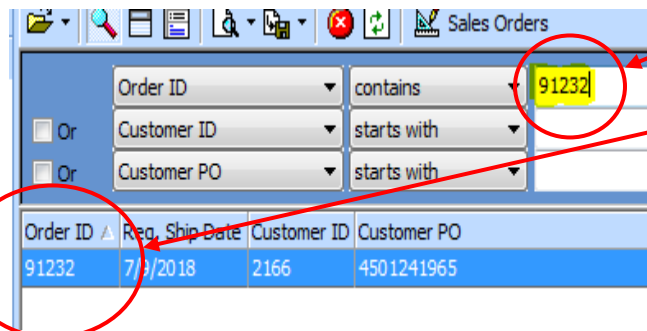 Sales Orders
Order ID contains 91232
Or Customer ID starts with
Or Customer PO starts with
Order ID Req. Ship Date Customer ID Customer PO
91232 7/9/2018 2166 4501241965